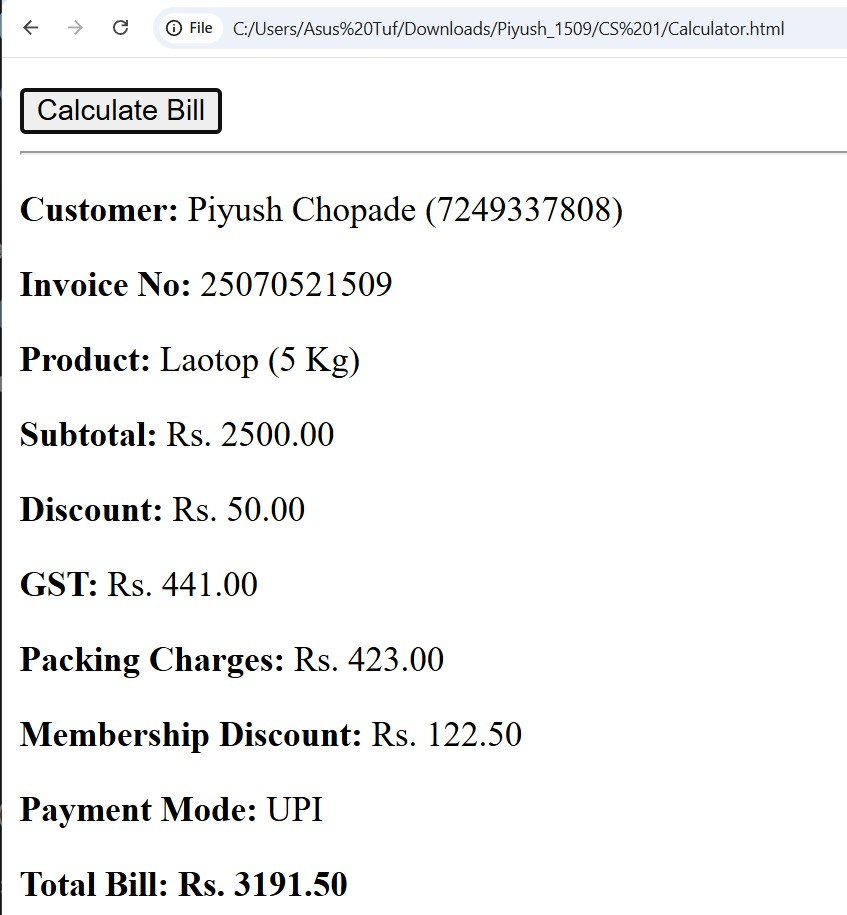 File C:/Users/Asus%20Tuf/Downloads/Piyush_1509/CS%201/Calculator.html
Calculate Bill
Customer: Piyush Chopade (7249337808)
Invoice No: 25070521509
Product: Laotop (5 Kg)
Subtotal: Rs. 2500.00
Discount: Rs. 50.00
GST: Rs. 441.00
Packing Charges: Rs. 423.00
Membership Discount: Rs. 122.50
Payment Mode: UPI
Total Bill: Rs. 3191.50